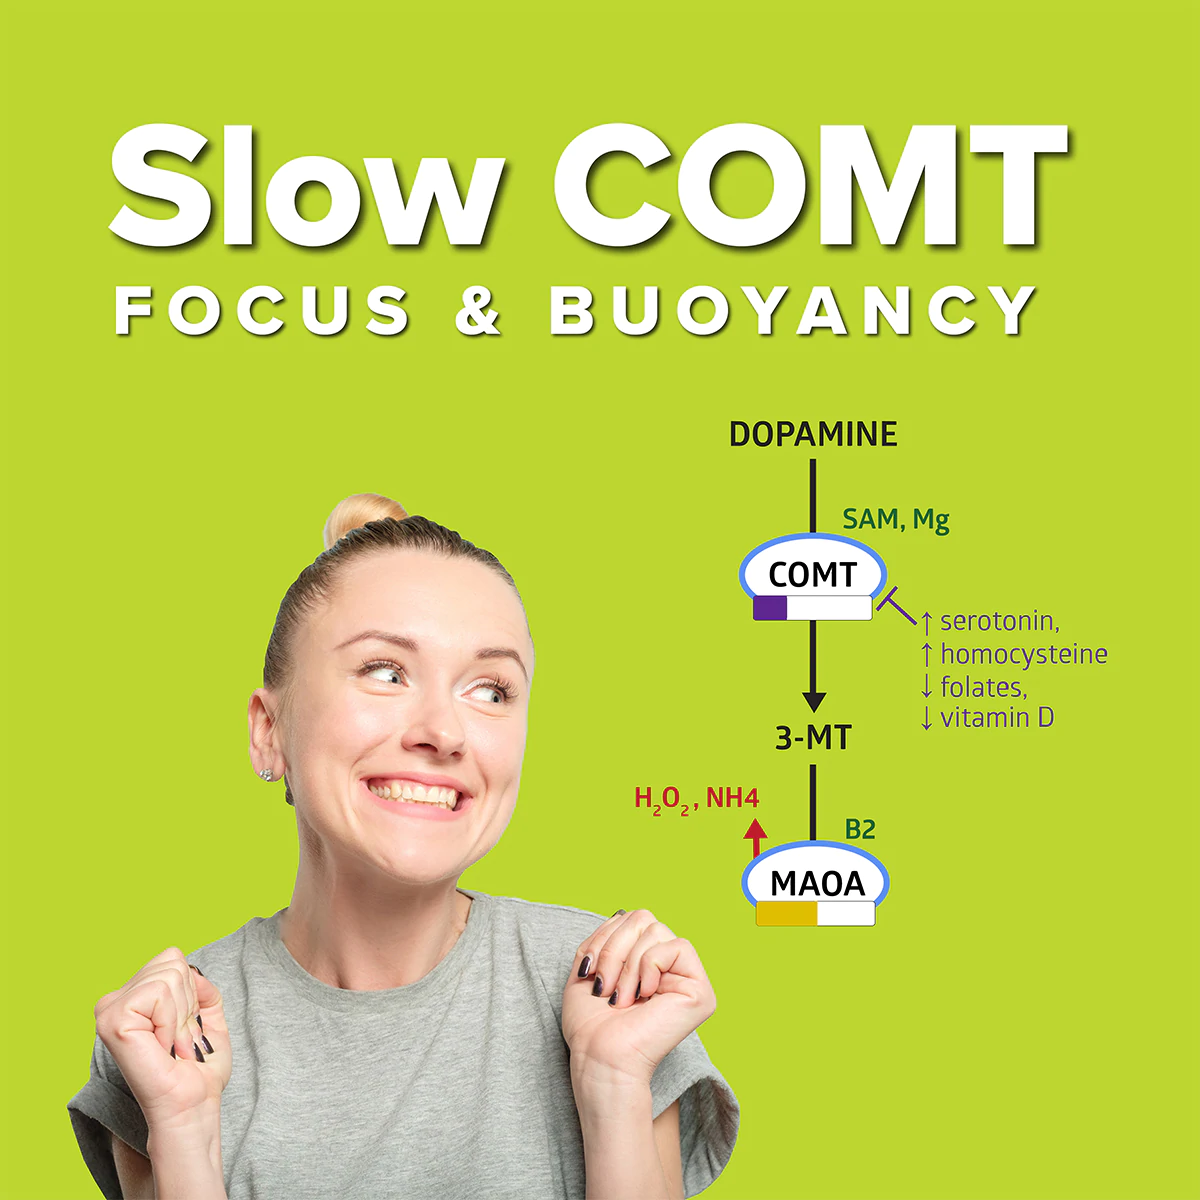 Slow COMT
FOCUS & BUOYANCY
DOPAMINE
SAM, Mg
COMT
↑ serotonin,
↑ homocysteine
↓ folates,
↓ vitamin D
3-MT
H₂O₂, NH4
B2
MAOA